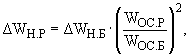 ΔW_Н.Р = ΔW_Н.Б · (W_ОС.Р / W_ОС.Б)²,